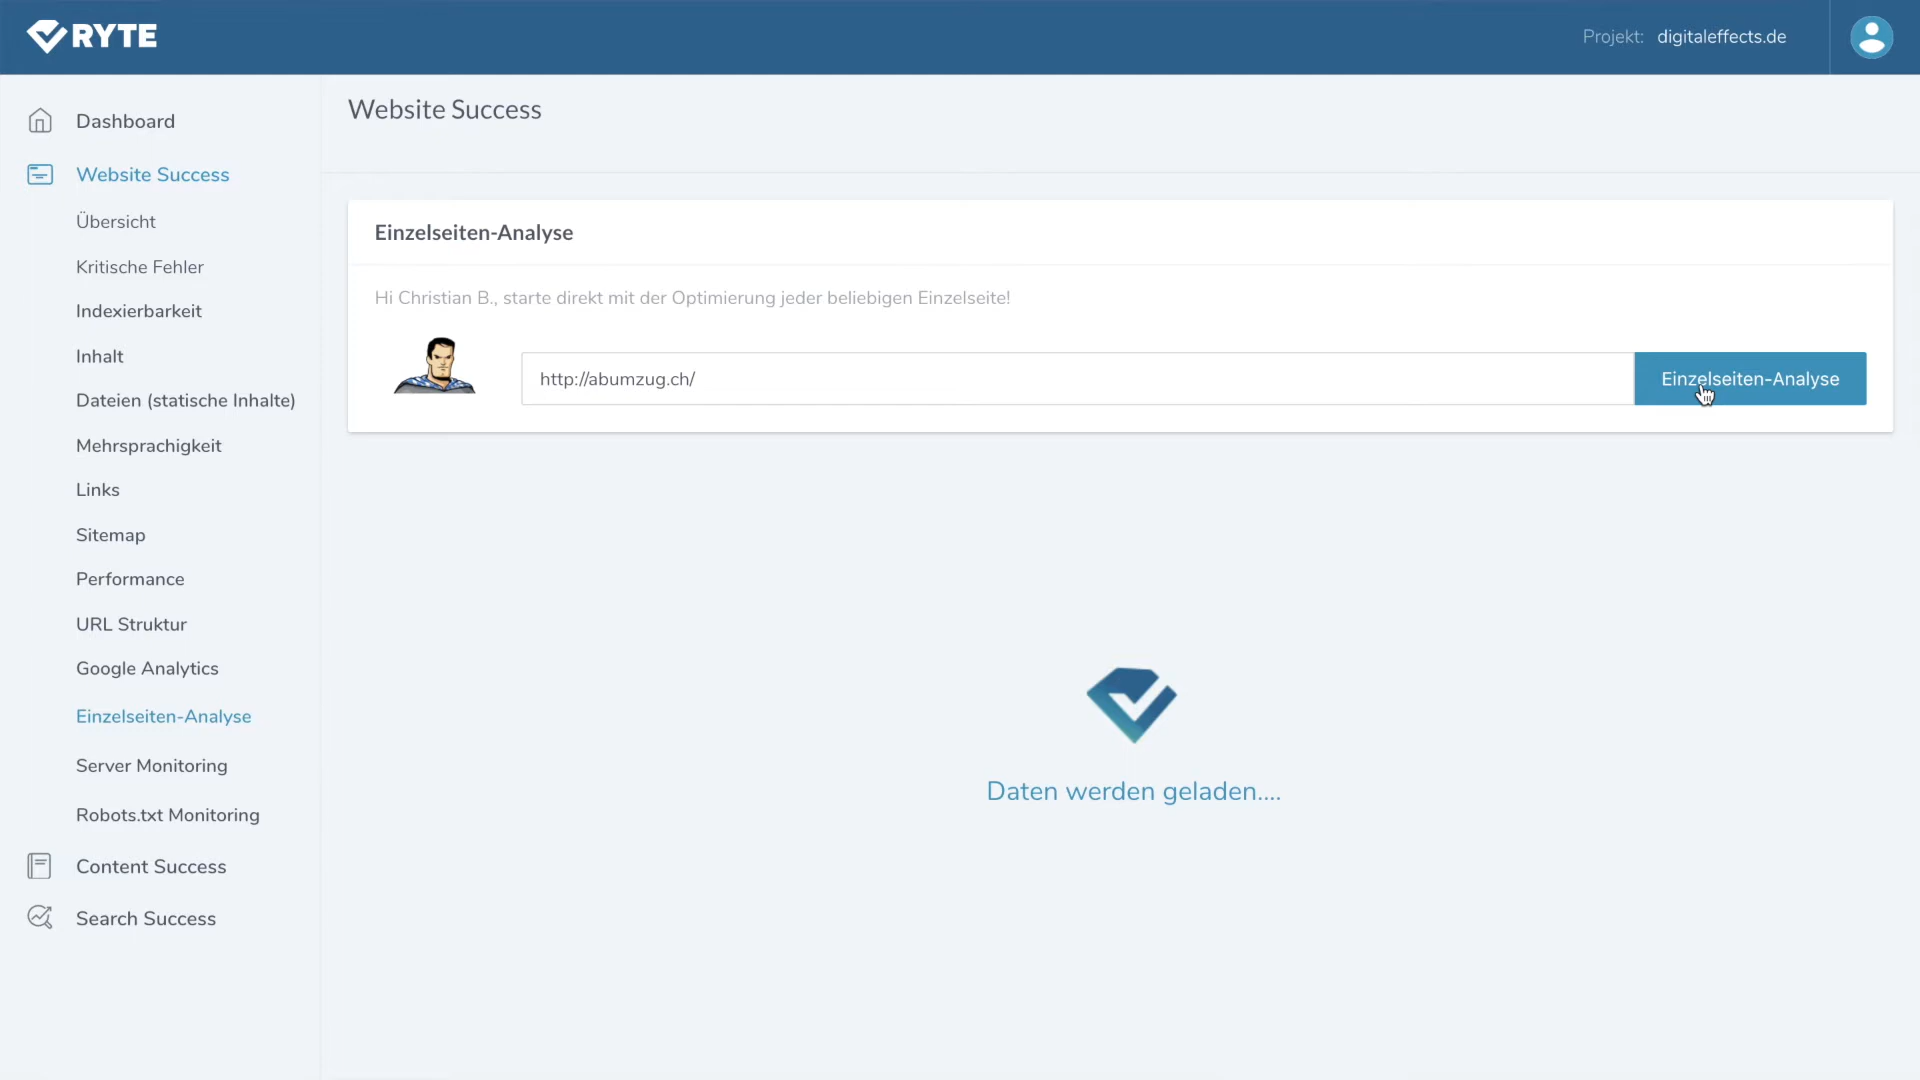 RYTE
Projekt: digitaleffects.de
Dashboard
Website Success
Übersicht
Kritische Fehler
Indexierbarkeit
Inhalt
Dateien (statische Inhalte)
Mehrsprachigkeit
Links
Sitemap
Performance
URL Struktur
Google Analytics
Einzelseiten-Analyse
Server Monitoring
Robots.txt Monitoring
Content Success
Search Success
Website Success
Einzelseiten-Analyse
Hi Christian B., starte direkt mit der Optimierung jeder beliebigen Einzelseite!
http://abumzug.ch/
Einzelseiten-Analyse
Daten werden geladen....